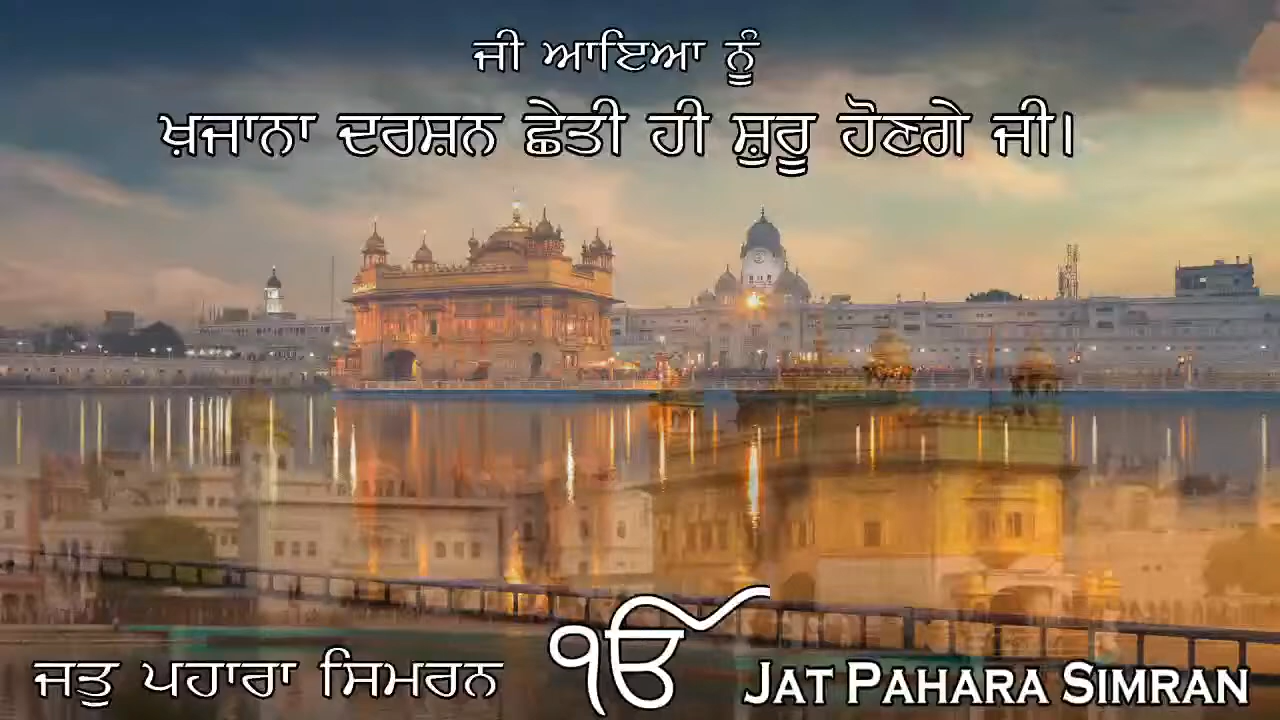 ਜੀ ਆਇਆ ਨੂੰ
ਖ਼ਜਾਨਾ ਦਰਸ਼ਨ ਛੇਤੀ ਹੀ ਸ਼ੁਰੂ ਹੋਣਗੇ ਜੀ।
ਜਤੁ ਪਹਾਰਾ ਸਿਮਰਨ ੴ JAT PAHARA SIMRAN